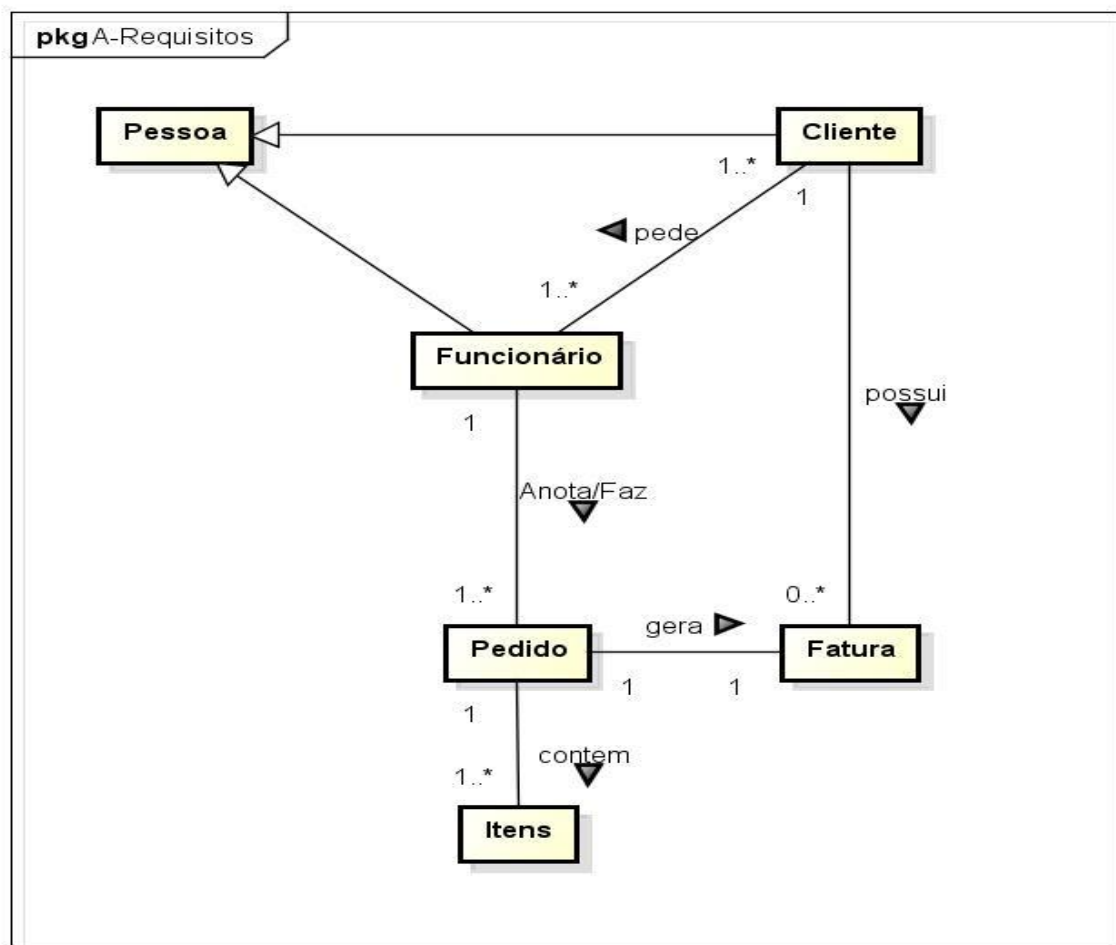 pkg A-Requisitos
Pessoa
Cliente
1..*
1
pede
1..*
Funcionário
1
possui
Anota/Faz
1..*
0..*
gera
Pedido
Fatura
1
1
1
contem
1..*
Itens